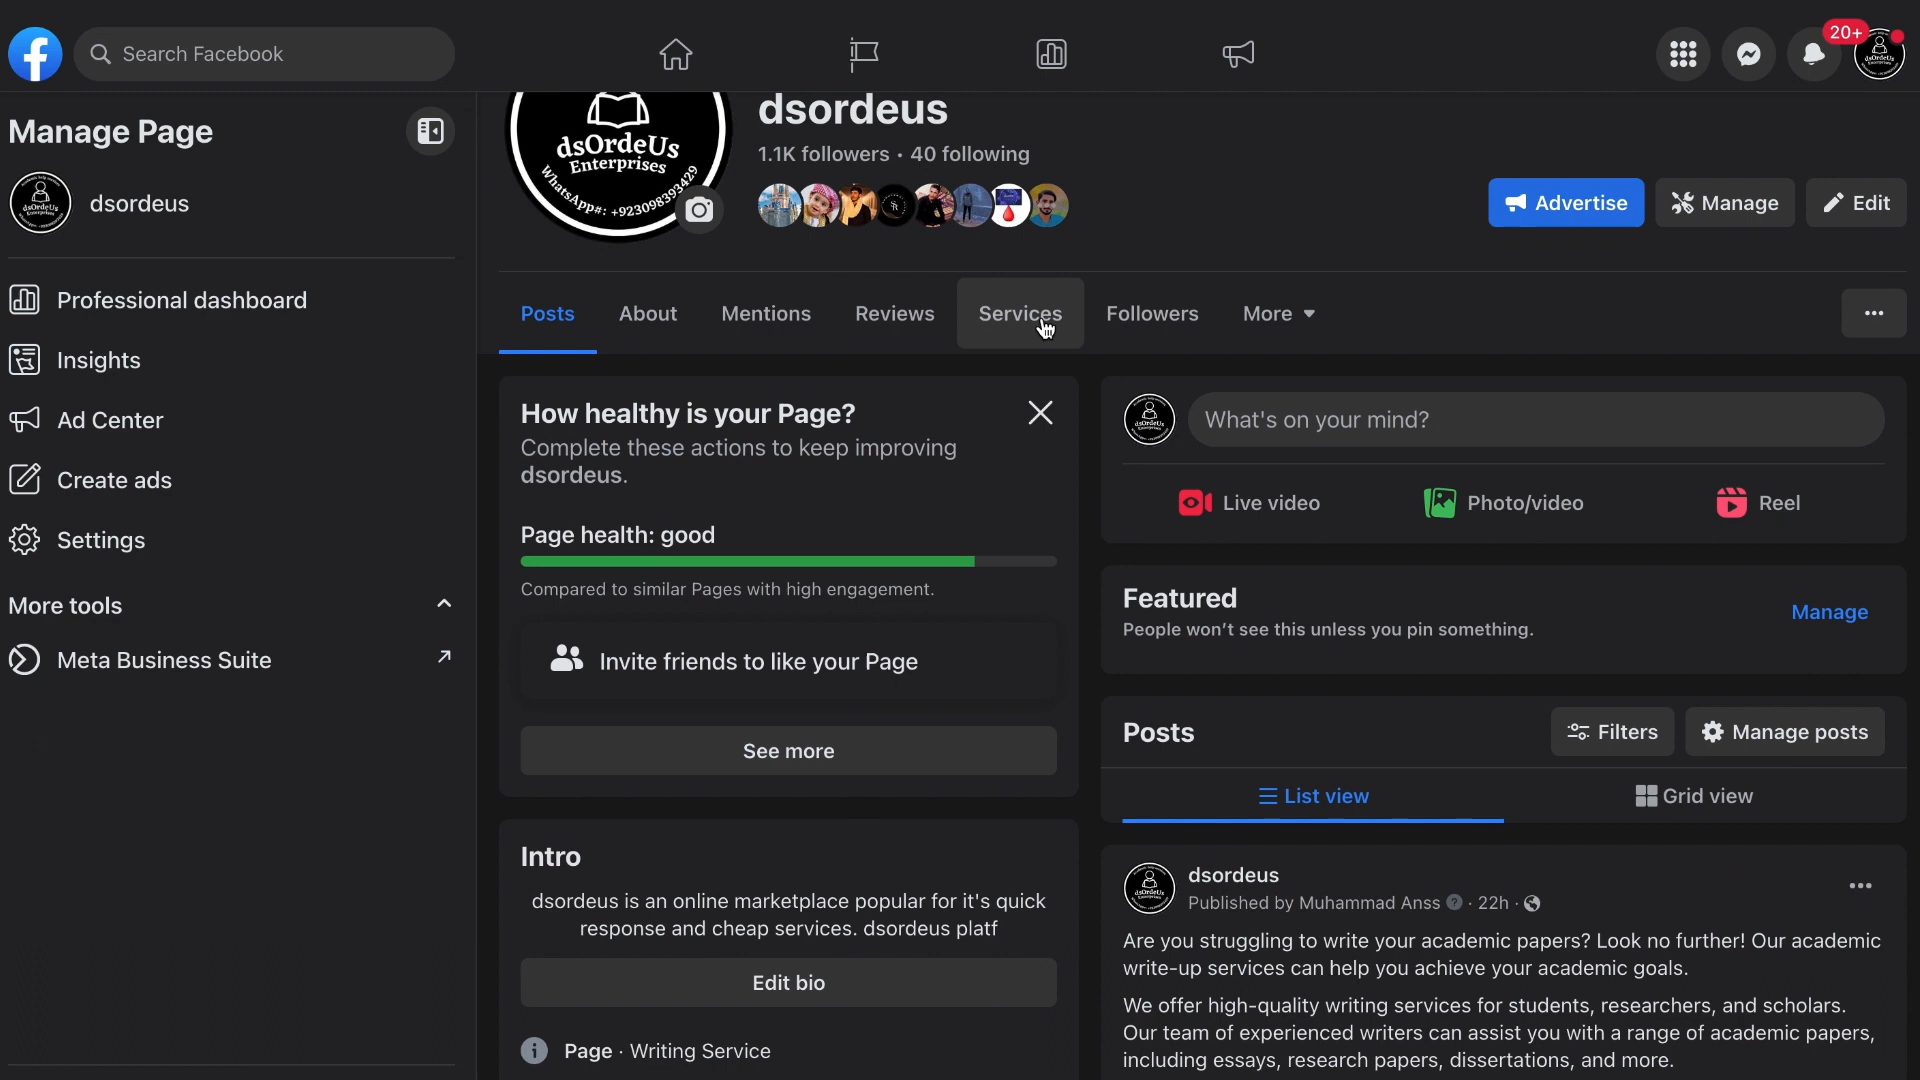 Search Facebook
20+
Manage Page
dsordeus
Professional dashboard
Insights
Ad Center
Create ads
Settings
More tools
Meta Business Suite
dsOrdeUs
Enterprises
WhatsApp#: +923098393429
dsordeus
1.1K followers · 40 following
Advertise
Manage
Edit
Posts
About
Mentions
Reviews
Services
Followers
More
How healthy is your Page?
Complete these actions to keep improving
dsordeus.
Page health: good
Compared to similar Pages with high engagement.
Invite friends to like your Page
See more
Intro
dsordeus is an online marketplace popular for it's quick
response and cheap services. dsordeus platf
Edit bio
Page · Writing Service
What's on your mind?
Live video
Photo/video
Reel
Featured
People won't see this unless you pin something.
Manage
Posts
Filters
Manage posts
List view
Grid view
dsordeus
Published by Muhammad Anss · 22h ·
Are you struggling to write your academic papers? Look no further! Our academic
write-up services can help you achieve your academic goals.
We offer high-quality writing services for students, researchers, and scholars.
Our team of experienced writers can assist you with a range of academic papers,
including essays, research papers, dissertations, and more.